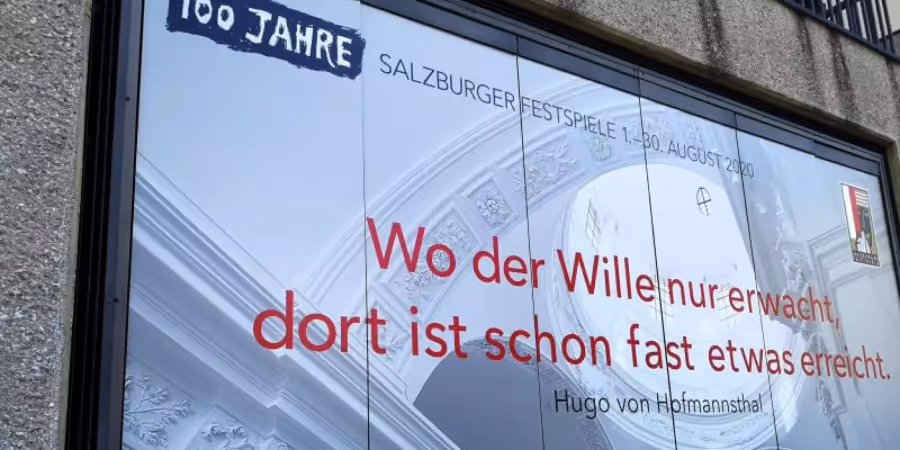 100 JAHRE
SALZBURGER FESTSPIELE 1.–30. AUGUST 2020
Wo der Wille nur erwacht,
dort ist schon fast etwas erreicht.
Hugo von Hofmannsthal